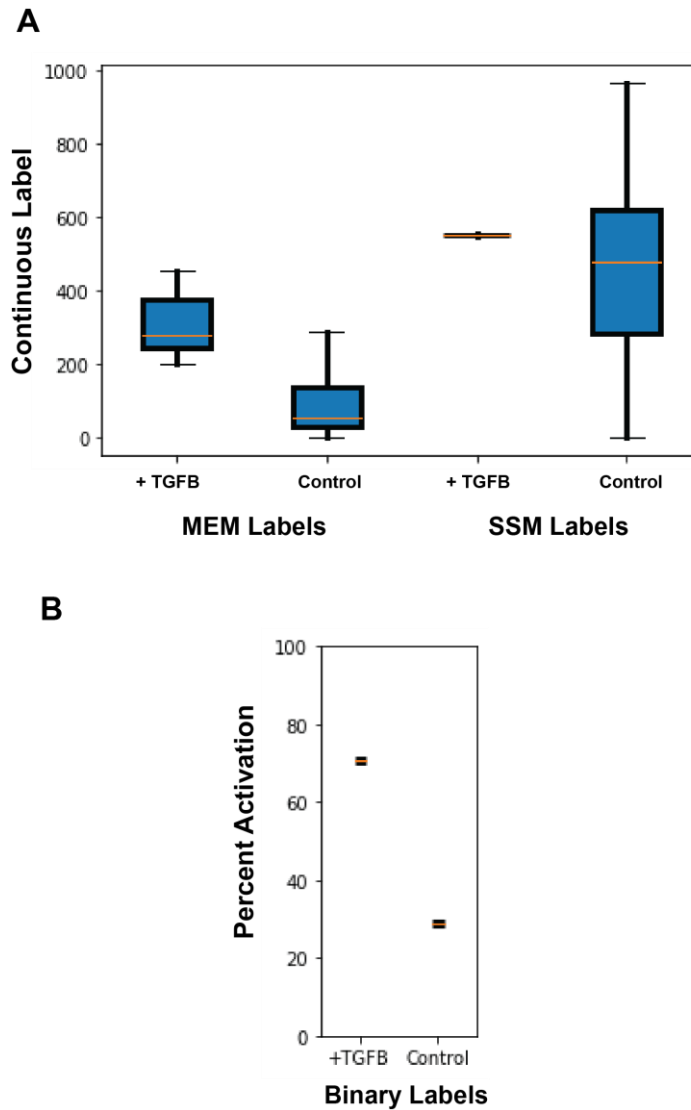 A
Continuous Label
1000
800
600
400
200
0
+ TGFB
Control
+ TGFB
Control
MEM Labels
SSM Labels
B
Percent Activation
100
80
60
40
20
0
+TGFB
Control
Binary Labels